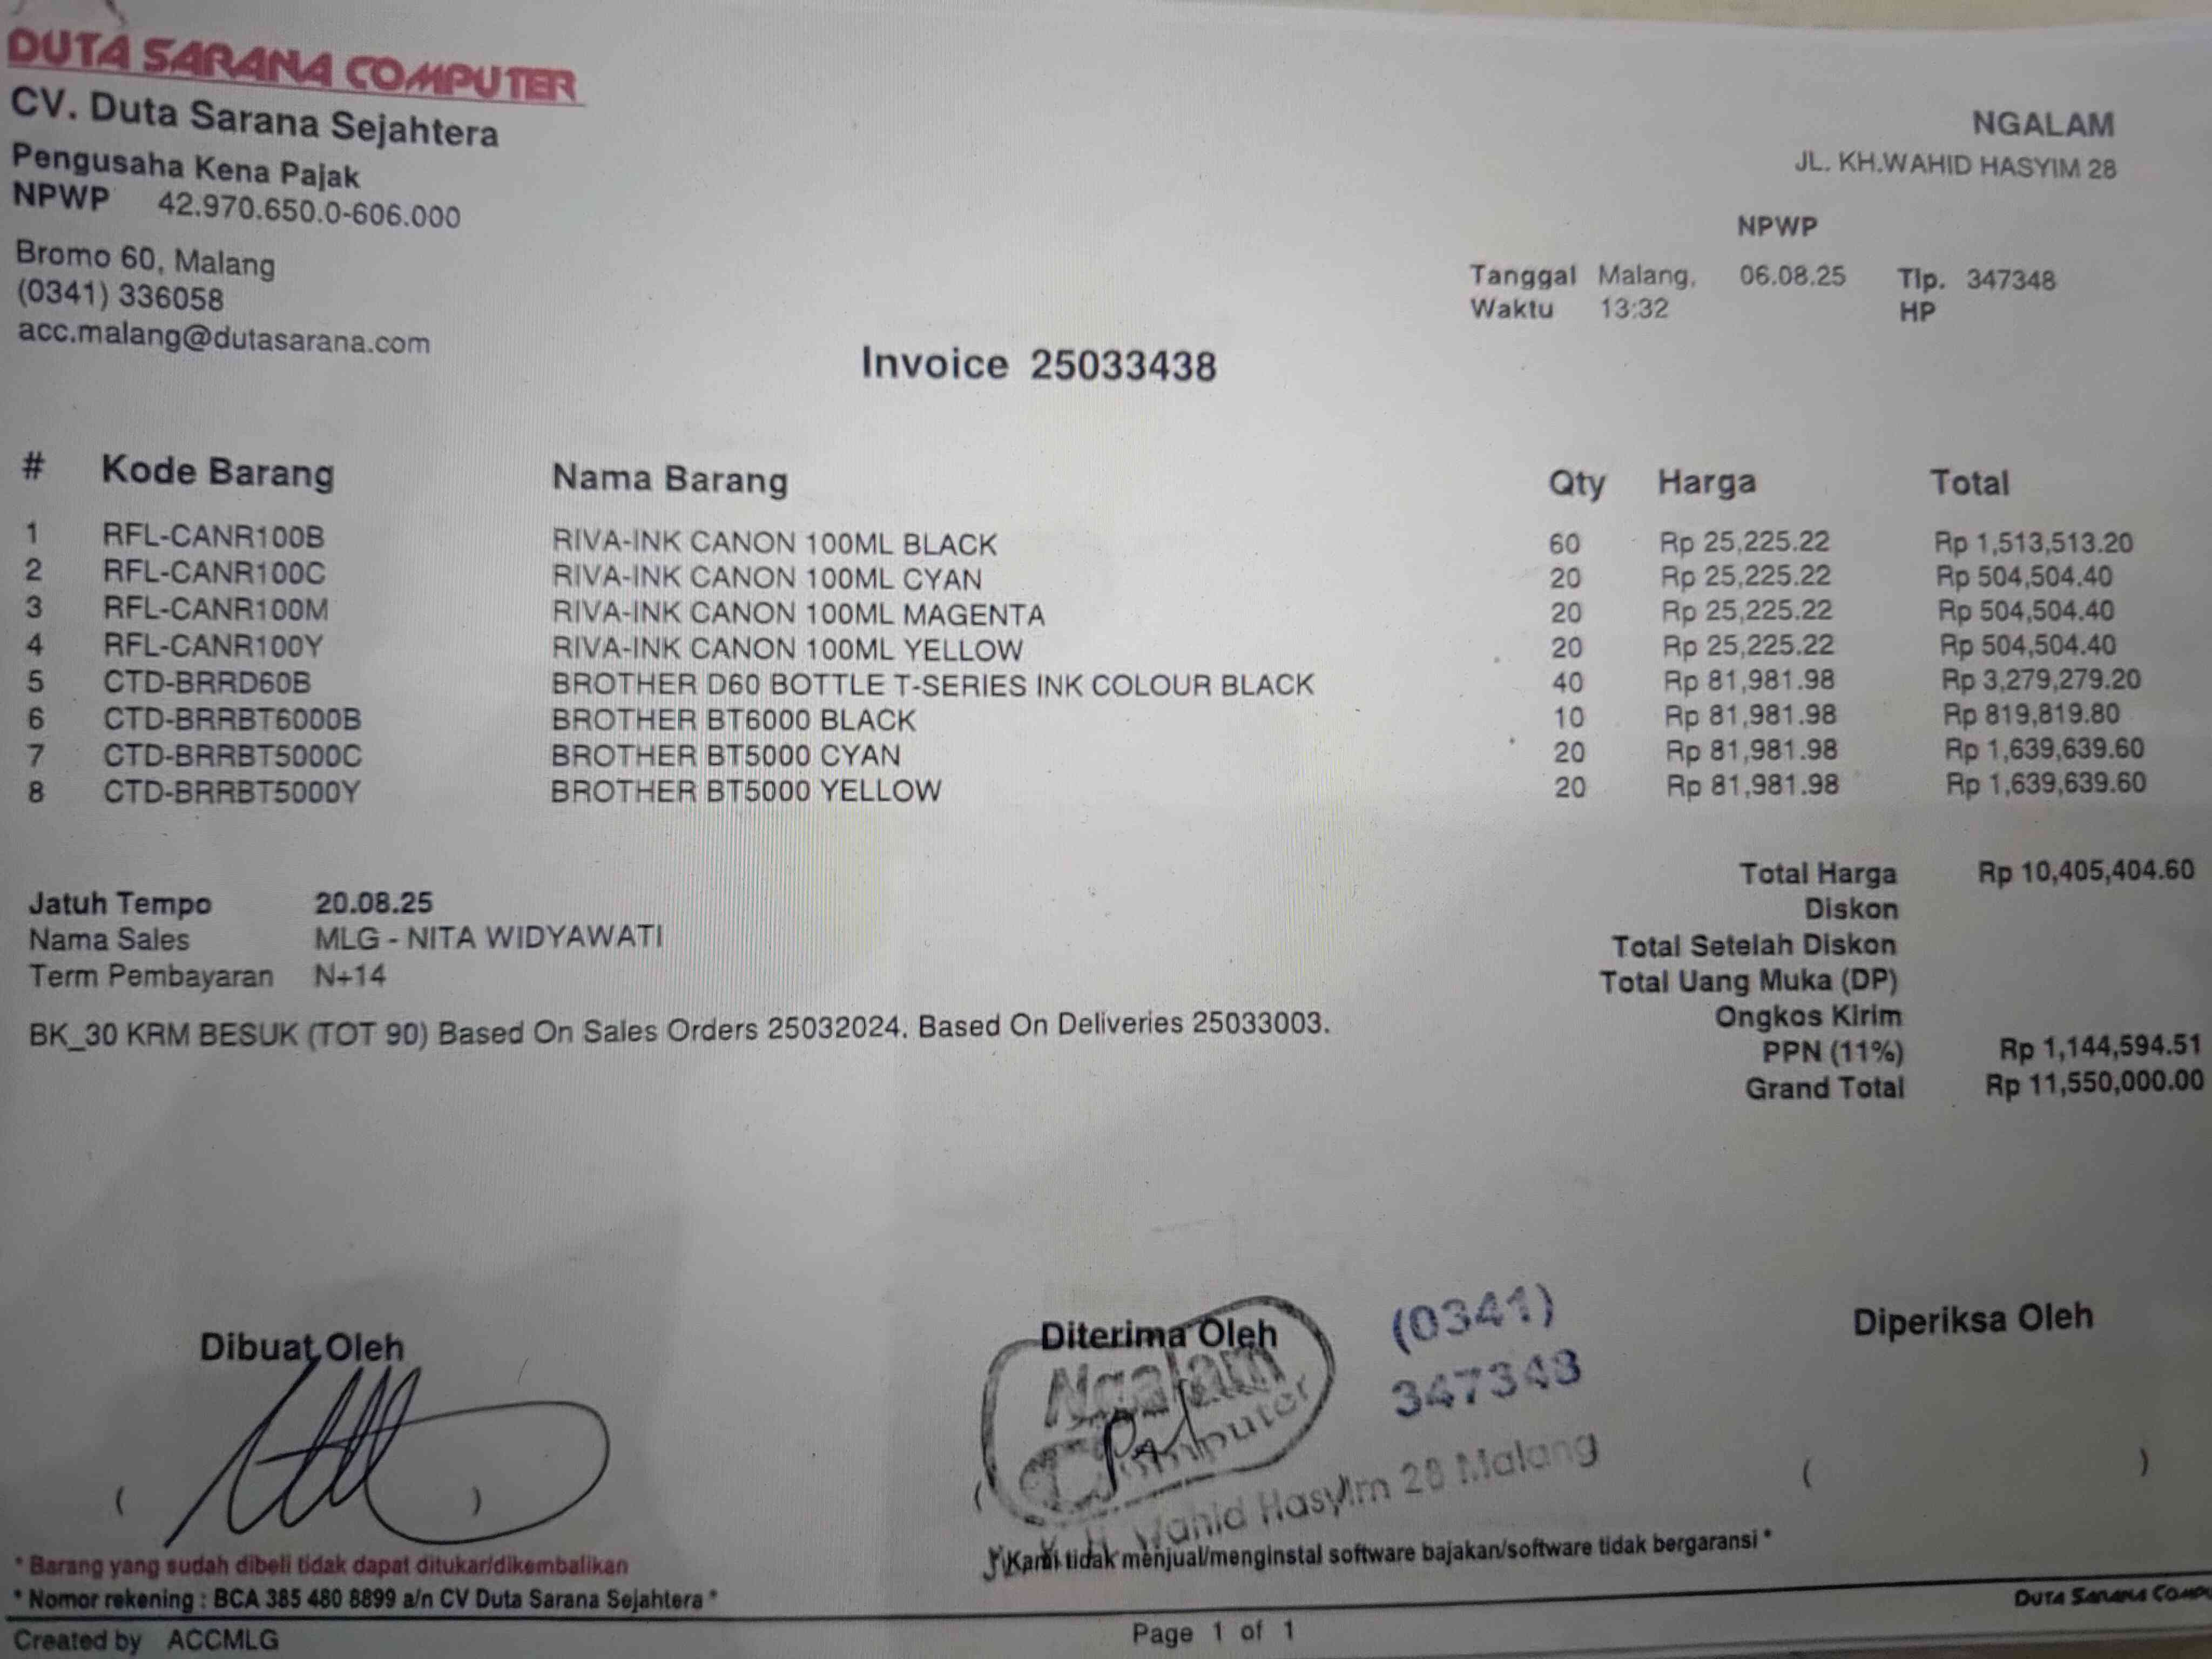 DUTA SARANA COMPUTER
CV. Duta Sarana Sejahtera
Pengusaha Kena Pajak
NPWP 42.970.650.0-606.000
Bromo 60, Malang
(0341) 336058
acc.malang@dutasarana.com
NGALAM
JL. KH.WAHID HASYIM 28
NPWP
Tanggal Malang, 06.08.25 Tlp. 347348
Waktu 13:32 HP
Invoice 25033438
# Kode Barang Nama Barang Qty Harga Total
1 RFL-CANR100B RIVA-INK CANON 100ML BLACK 60 Rp 25,225.22 Rp 1,513,513.20
2 RFL-CANR100C RIVA-INK CANON 100ML CYAN 20 Rp 25,225.22 Rp 504,504.40
3 RFL-CANR100M RIVA-INK CANON 100ML MAGENTA 20 Rp 25,225.22 Rp 504,504.40
4 RFL-CANR100Y RIVA-INK CANON 100ML YELLOW 20 Rp 25,225.22 Rp 504,504.40
5 CTD-BRRD60B BROTHER D60 BOTTLE T-SERIES INK COLOUR BLACK 40 Rp 81,981.98 Rp 3,279,279.20
6 CTD-BRRBT6000B BROTHER BT6000 BLACK 10 Rp 81,981.98 Rp 819,819.80
7 CTD-BRRBT5000C BROTHER BT5000 CYAN 20 Rp 81,981.98 Rp 1,639,639.60
8 CTD-BRRBT5000Y BROTHER BT5000 YELLOW 20 Rp 81,981.98 Rp 1,639,639.60
Jatuh Tempo 20.08.25
Nama Sales MLG - NITA WIDYAWATI
Term Pembayaran N+14
BK_30 KRM BESUK (TOT 90) Based On Sales Orders 25032024. Based On Deliveries 25033003.
Total Harga Rp 10,405,404.60
Diskon
Total Setelah Diskon
Total Uang Muka (DP)
Ongkos Kirim
PPN (11%) Rp 1,144,594.51
Grand Total Rp 11,550,000.00
Dibuat Oleh
( )
Diterima Oleh
Ngalam
Computer
(0341)
347348
Wahid Hasyim 28 Malang
Diperiksa Oleh
( )
* Barang yang sudah dibeli tidak dapat ditukar/dikembalikan
* Nomor rekening : BCA 385 480 8899 a/n CV Duta Sarana Sejahtera *
Kami tidak menjual/menginstal software bajakan/software tidak bergaransi *
DUTA SARANA
Created by ACCMLG
Page 1 of 1